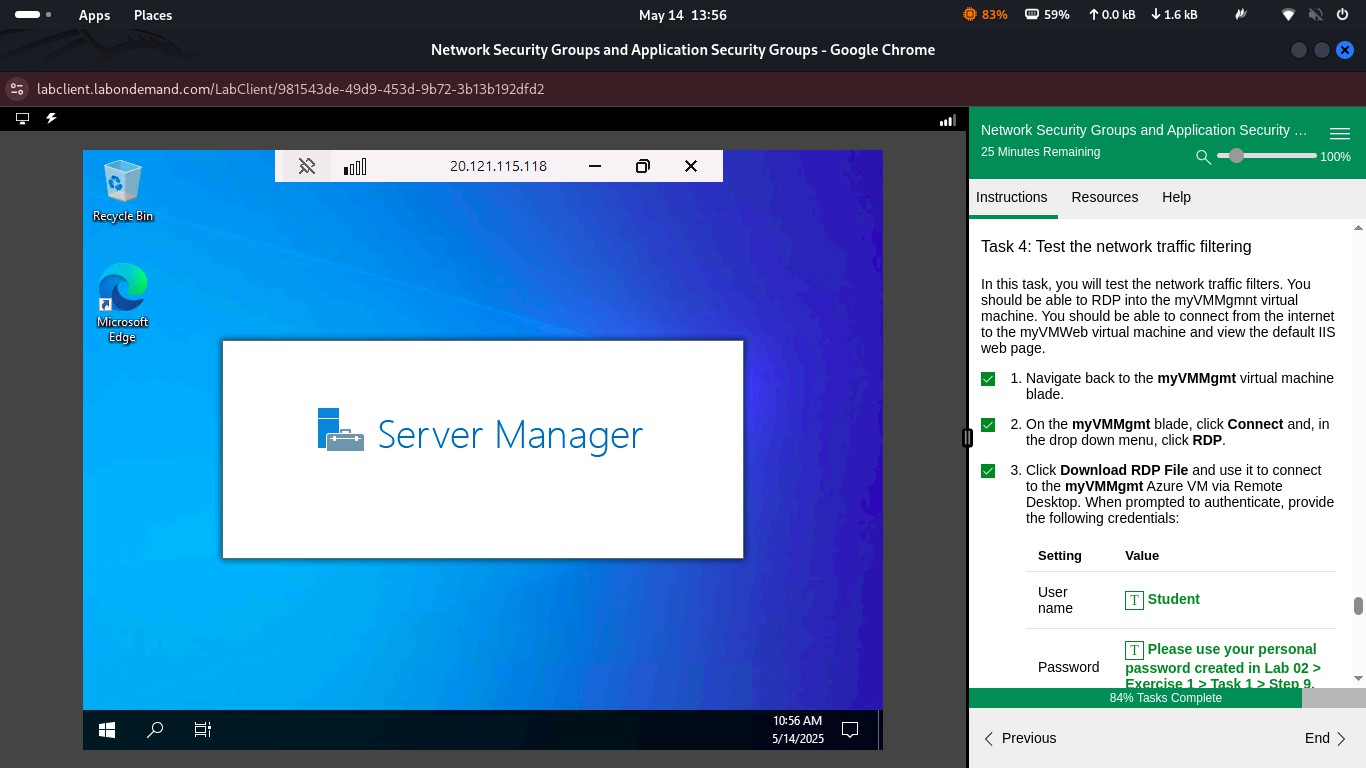 Apps Places May 14 13:56 83% 59% 0.0 kB 1.6 kB
Network Security Groups and Application Security Groups - Google Chrome
labclient.labondemand.com/LabClient/981543de-49d9-453d-9b72-3b13b192dfd2
20.121.115.118
Recycle Bin
Microsoft
Edge
Server Manager
10:56 AM
5/14/2025
Network Security Groups and Application Security ...
25 Minutes Remaining
100%
Instructions Resources Help
Task 4: Test the network traffic filtering
In this task, you will test the network traffic filters. You
should be able to RDP into the myVMMgmnt virtual
machine. You should be able to connect from the internet
to the myVMWeb virtual machine and view the default IIS
web page.
1. Navigate back to the myVMMgmt virtual machine
blade.
2. On the myVMMgmt blade, click Connect and, in
the drop down menu, click RDP.
3. Click Download RDP File and use it to connect
to the myVMMgmt Azure VM via Remote
Desktop. When prompted to authenticate, provide
the following credentials:
Setting Value
User
name
T Student
Password
T Please use your personal
password created in Lab 02 >
Exercise 1 > Task 1 > Step 9.
84% Tasks Complete
Previous End